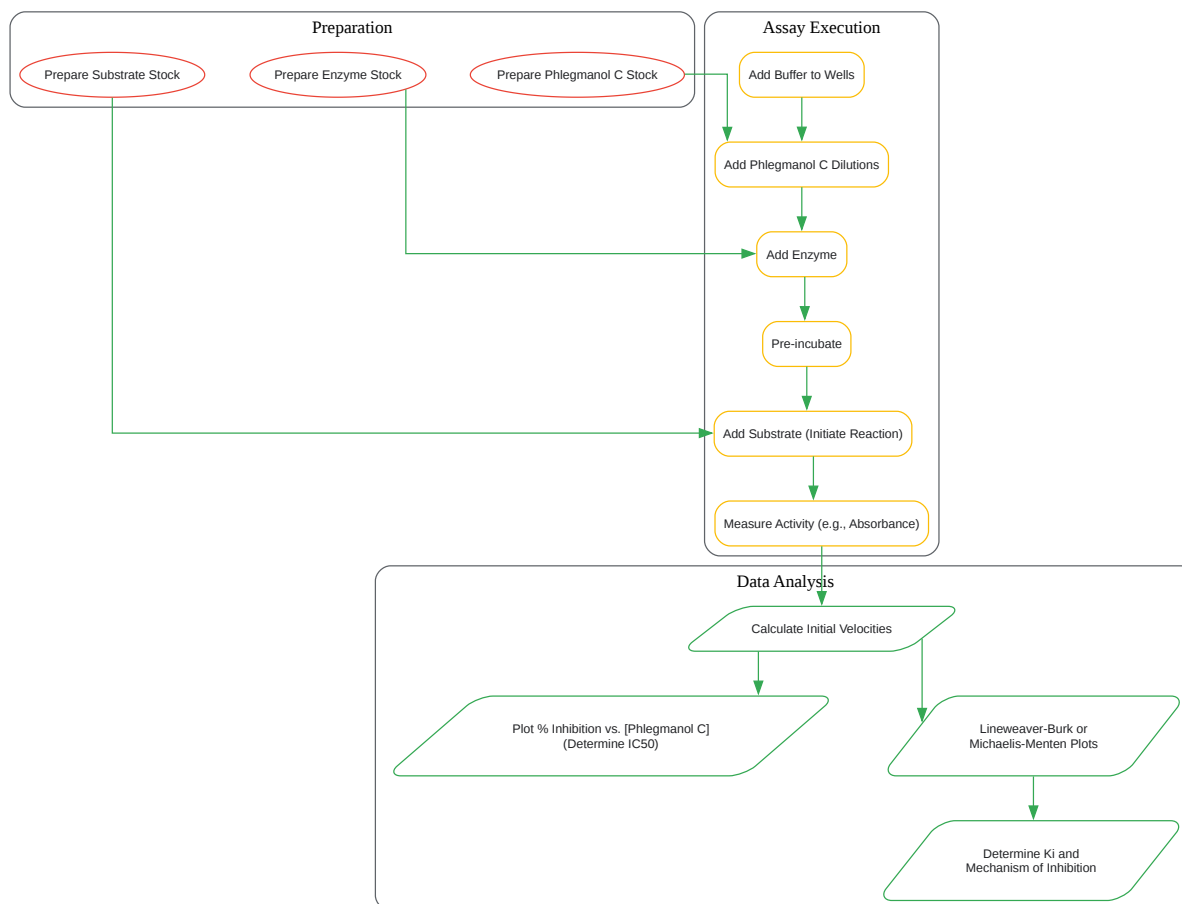 Preparation
Prepare Substrate Stock
Prepare Enzyme Stock
Prepare Phlegmanol C Stock
Assay Execution
Add Buffer to Wells
Add Phlegmanol C Dilutions
Add Enzyme
Pre-incubate
Add Substrate (Initiate Reaction)
Measure Activity (e.g., Absorbance)
Data Analysis
Calculate Initial Velocities
Plot % Inhibition vs. [Phlegmanol C]
(Determine IC50)
Lineweaver-Burk or
Michaelis-Menten Plots
Determine Ki and
Mechanism of Inhibition